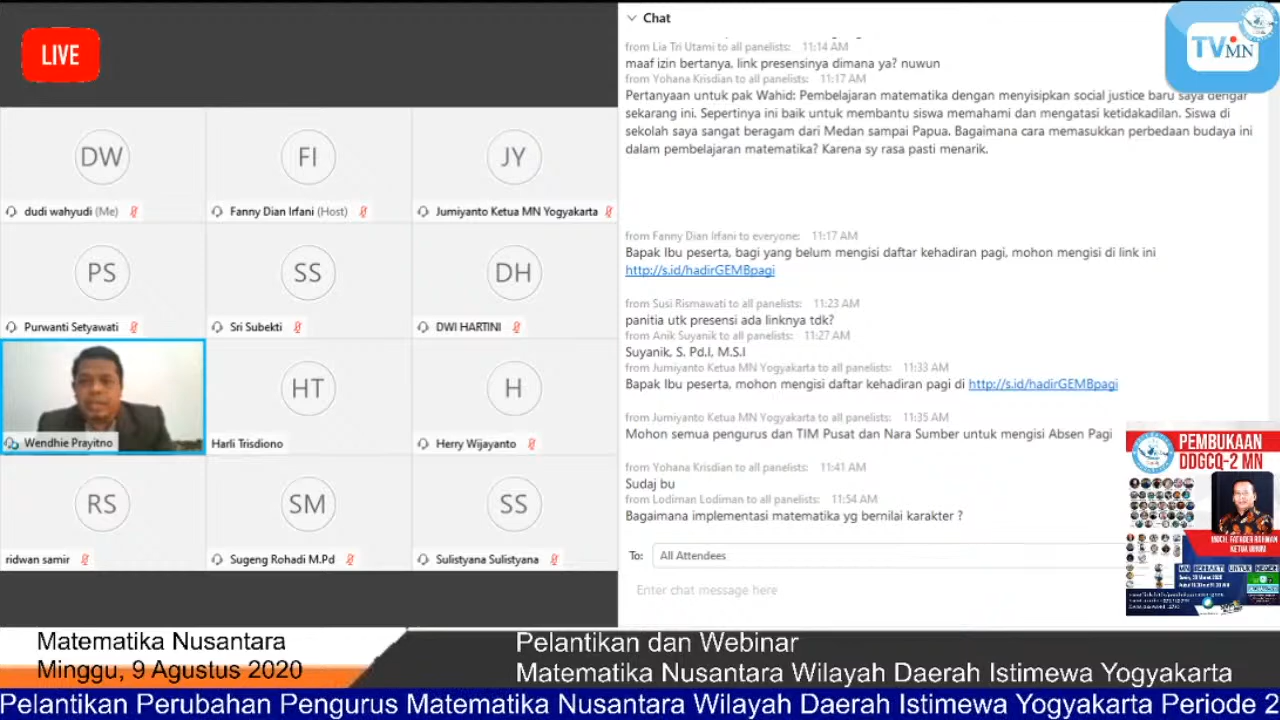 LIVE
DW
dudi wahyudi (Me)
FI
Fanny Dian Irfani (Host)
JY
Jumiyanto Ketua MN Yogyakarta
PS
Purwanti Setyawati
SS
Sri Subekti
DH
DWI HARTINI
Wendhie Prayitno
HT
Harli Trisdiono
H
Herry Wijayanto
RS
ridwan samir
SM
Sugeng Rohadi M.Pd
SS
Sulistyana Sulistyana
Chat
from Lia Tri Utami to all panelists: 11:14 AM
maaf izin bertanya, link presensinya dimana ya? nuwun
from Yohana Krisdian to all panelists: 11:17 AM
Pertanyaan untuk pak Wahid: Pembelajaran matematika dengan menyisipkan social justice baru saya dengar
sekarang ini. Sepertinya ini baik untuk membantu siswa memahami dan mengatasi ketidakadilan. Siswa di
sekolah saya sangat beragam dari Medan sampai Papua. Bagaimana cara memasukkan perbedaan budaya ini
dalam pembelajaran matematika? Karena sy rasa pasti menarik.
from Fanny Dian Irfani to everyone: 11:17 AM
Bapak Ibu peserta, bagi yang belum mengisi daftar kehadiran pagi, mohon mengisi di link ini
http://s.id/hadirGEMBpagi
from Susi Rismawati to all panelists: 11:23 AM
panitia utk presensi ada linknya tdk?
from Anik Suyanik to all panelists: 11:27 AM
Suyanik, S. Pd.I, M.S.I
from Jumiyanto Ketua MN Yogyakarta to all panelists: 11:33 AM
Bapak Ibu peserta, mohon mengisi daftar kehadiran pagi di http://s.id/hadirGEMBpagi
from Jumiyanto Ketua MN Yogyakarta to all panelists: 11:35 AM
Mohon semua pengurus dan TIM Pusat dan Nara Sumber untuk mengisi Absen Pagi
from Yohana Krisdian to all panelists: 11:41 AM
Sudaj bu
from Lodiman Lodiman to all panelists: 11:54 AM
Bagaimana implementasi matematika yg bernilai karakter ?
To: All Attendees
Enter chat message here
TVMN
PEMBUKAAN
DDGCQ-2 MN
MOCH. FATKOER ROHMAN
MN BERBAKTI UNTUK NEGERI
Matematika Nusantara
Minggu, 9 Agustus 2020
Pelantikan dan Webinar
Matematika Nusantara Wilayah Daerah Istimewa Yogyakarta
Pelantikan Perubahan Pengurus Matematika Nusantara Wilayah Daerah Istimewa Yogyakarta Periode 2